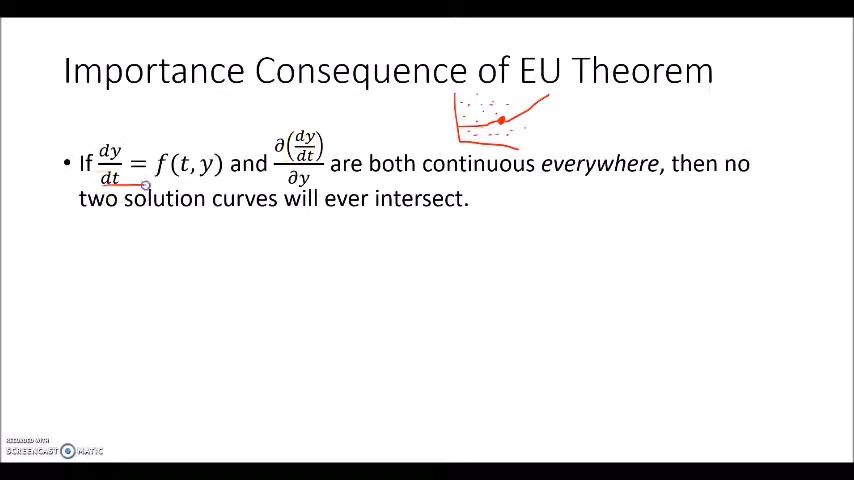 Importance Consequence of EU Theorem
• If dy/dt = f(t, y) and ∂(dy/dt)/∂y are both continuous everywhere, then no
two solution curves will ever intersect.
RECORDED WITH
SCREENCAST MATIC